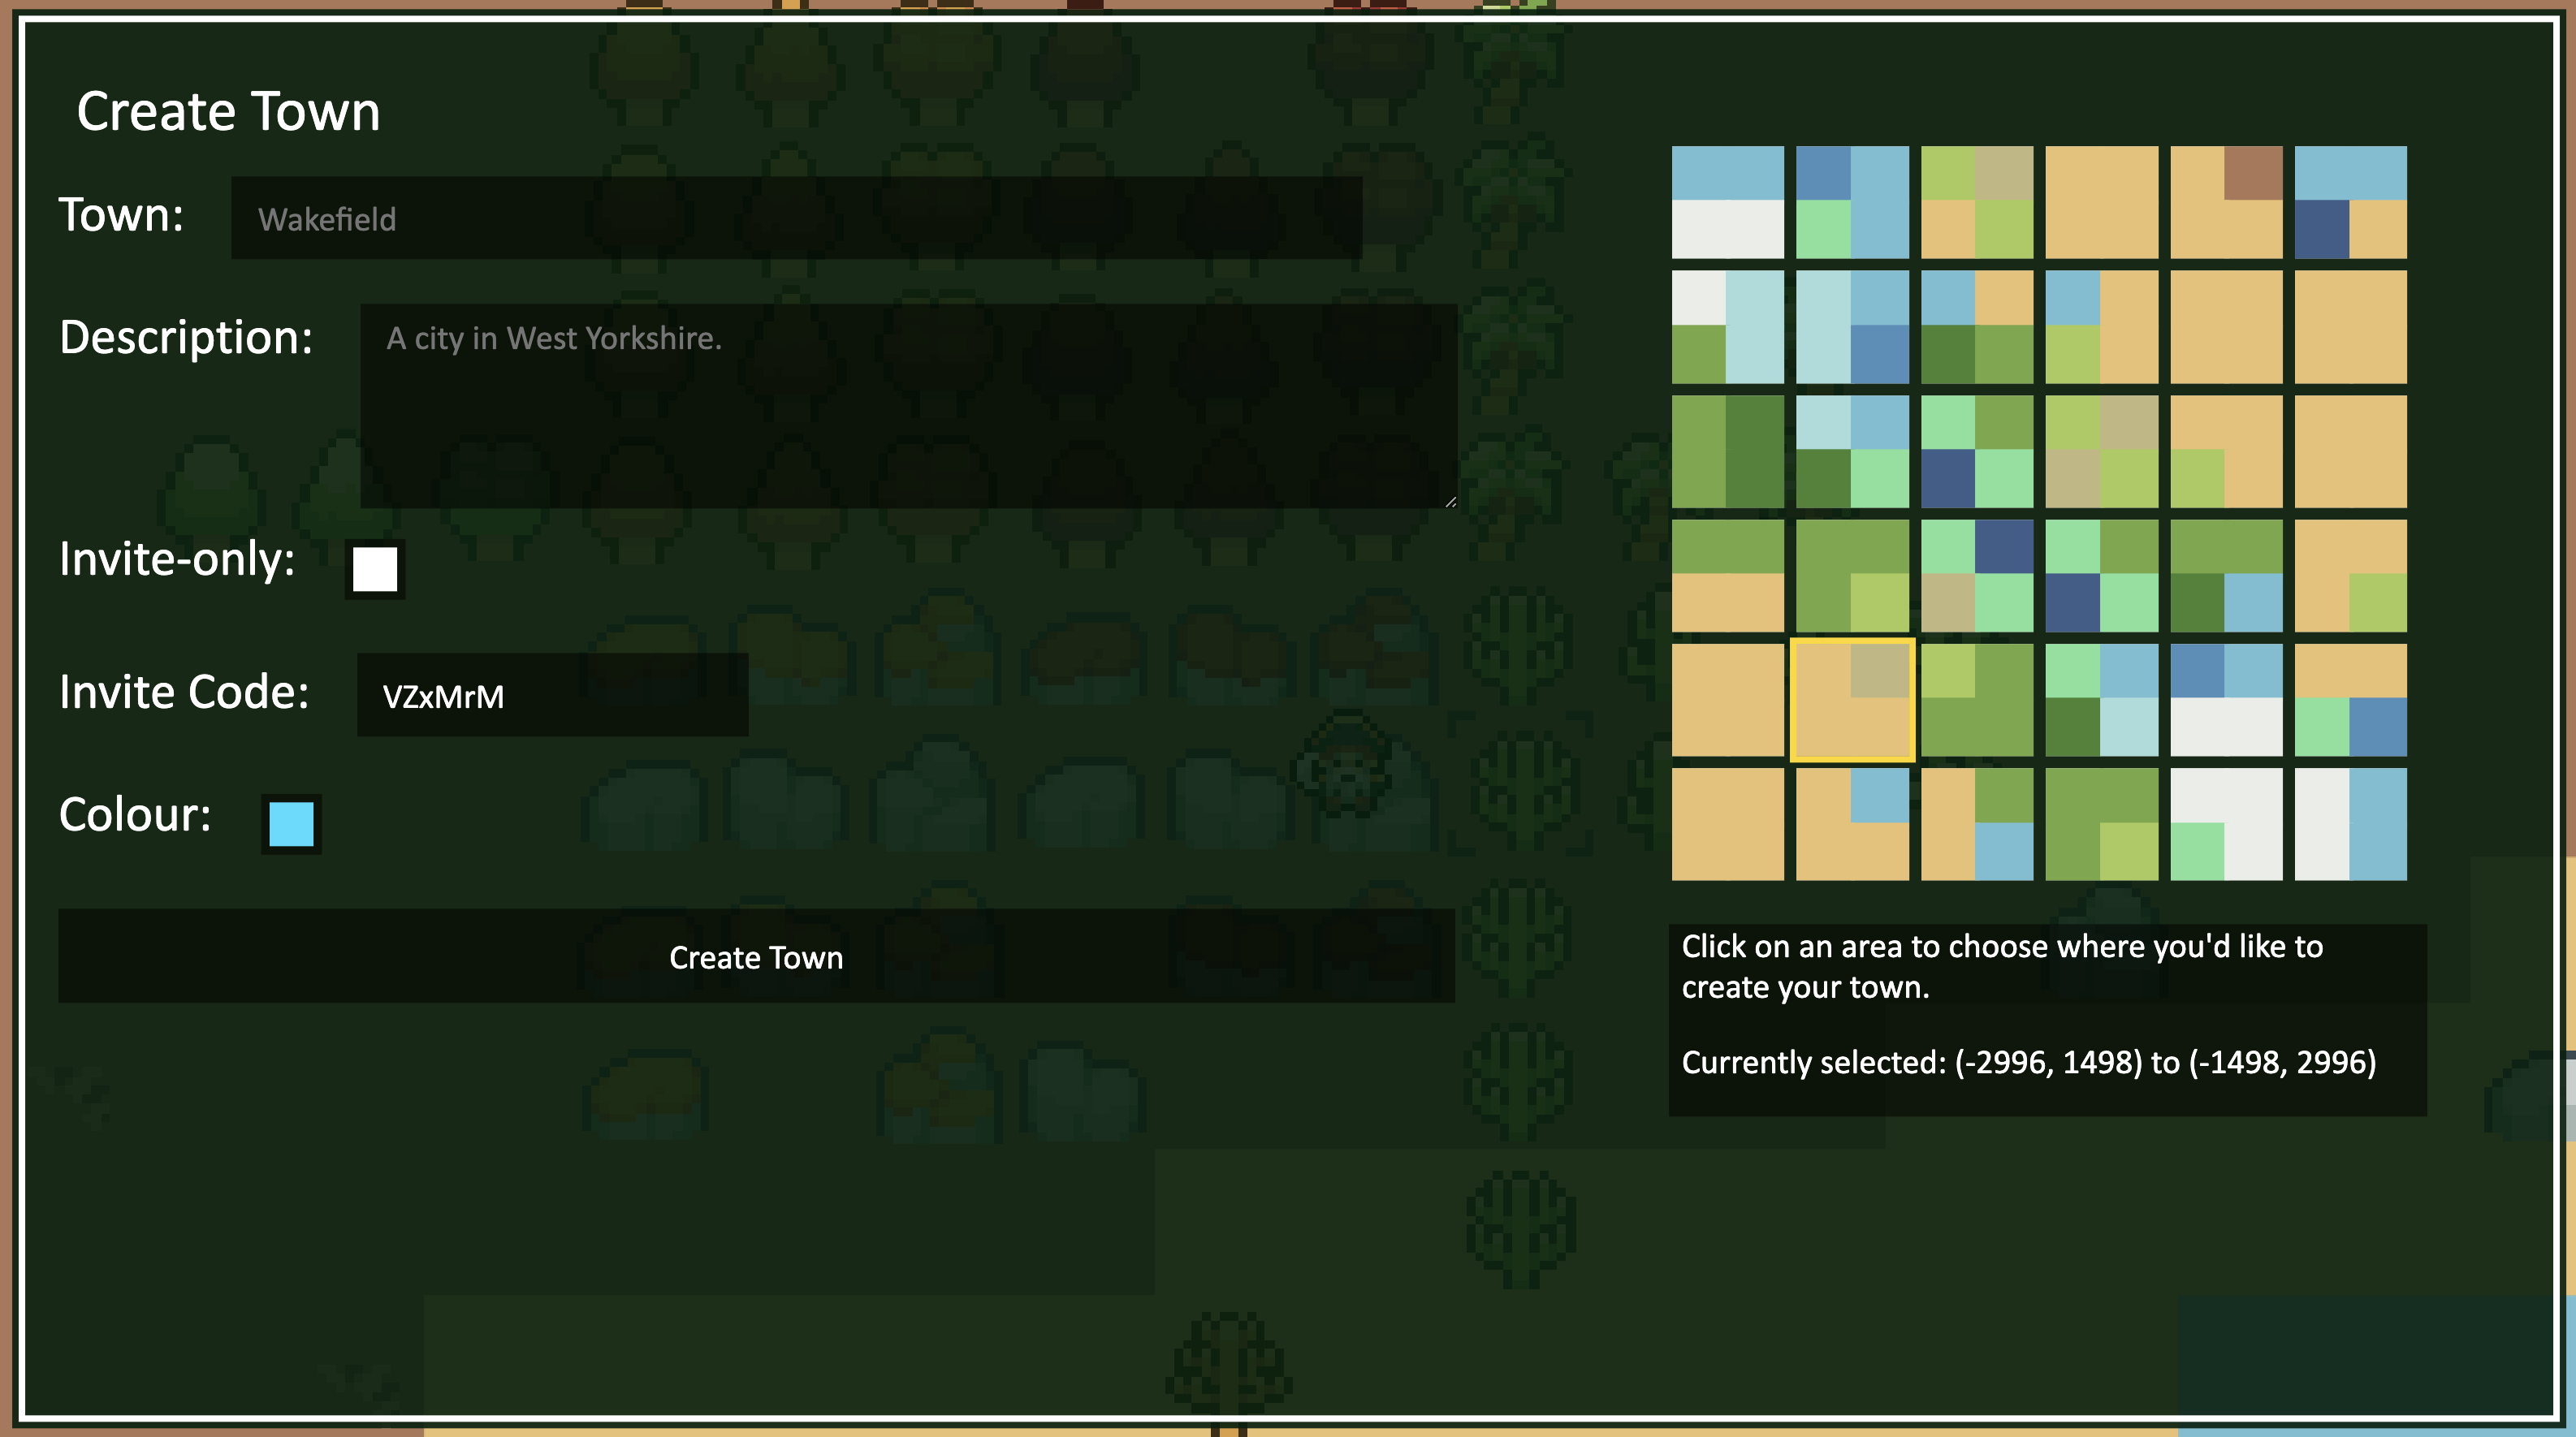 Create Town
Town:
Wakefield
Description:
A city in West Yorkshire.
Invite-only:
Invite Code:
VZxMrM
Colour:
Create Town
Click on an area to choose where you'd like to
create your town.
Currently selected: (-2996, 1498) to (-1498, 2996)